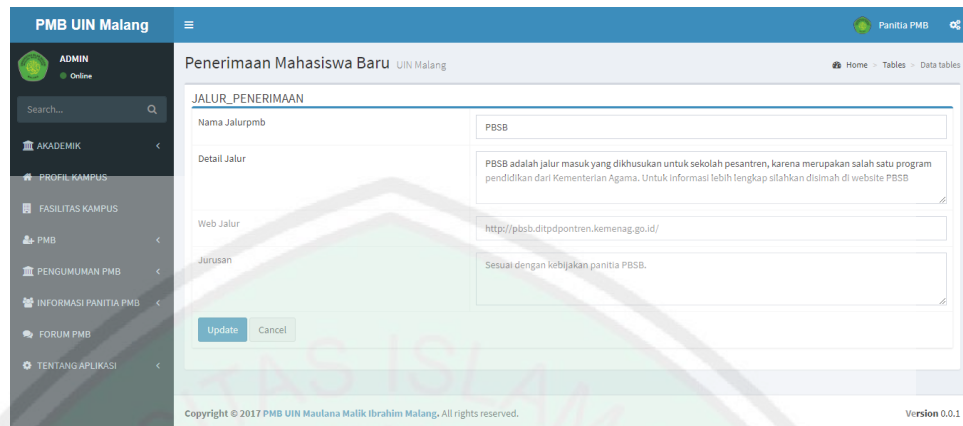 PMB UIN Malang
Panitia PMB
ADMIN
Online
Penerimaan Mahasiswa Baru UIN Malang
Home > Tables > Data tables
Search...
JALUR_PENERIMAAN
Nama Jalurpmb
PBSB
AKADEMIK
Detail Jalur
PBSB adalah jalur masuk yang dikhusukan untuk sekolah pesantren, karena merupakan salah satu program
pendidikan dari Kementerian Agama. Untuk informasi lebih lengkap silahkan disimah di website PBSB
PROFIL KAMPUS
FASILITAS KAMPUS
Web Jalur
http://pbsb.ditpdpontren.kemenag.go.id/
PMB
Jurusan
Sesuai dengan kebijakan panitia PBSB.
PENGUMUMAN PMB
INFORMASI PANITIA PMB
Update Cancel
FORUM PMB
TENTANG APLIKASI
Copyright © 2017 PMB UIN Maulana Malik Ibrahim Malang. All rights reserved.
Version 0.0.1